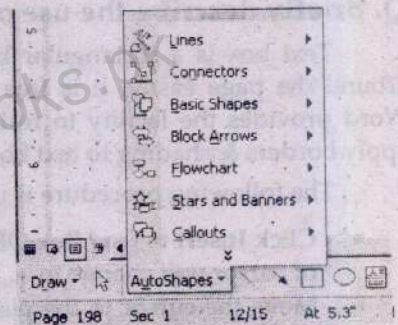 Lines
Connectors
Basic Shapes
Block Arrows
Flowchart
Stars and Banners
Callouts
Draw AutoShapes
Page 198 Sec 1 12/15 At 5.3"